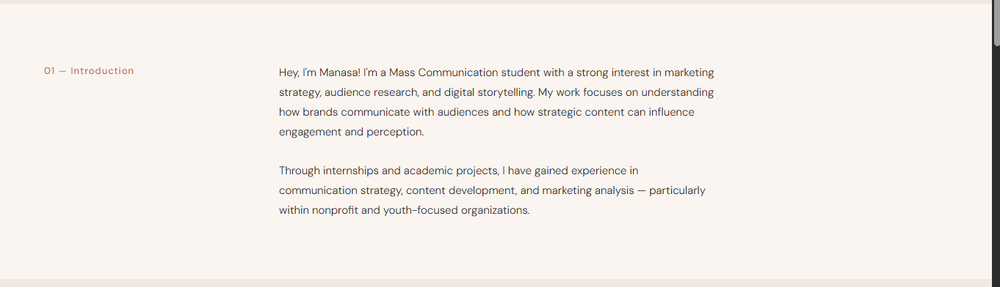 01 — Introduction
Hey, I'm Manasa! I'm a Mass Communication student with a strong interest in marketing
strategy, audience research, and digital storytelling. My work focuses on understanding
how brands communicate with audiences and how strategic content can influence
engagement and perception.
Through internships and academic projects, I have gained experience in
communication strategy, content development, and marketing analysis — particularly
within nonprofit and youth-focused organizations.